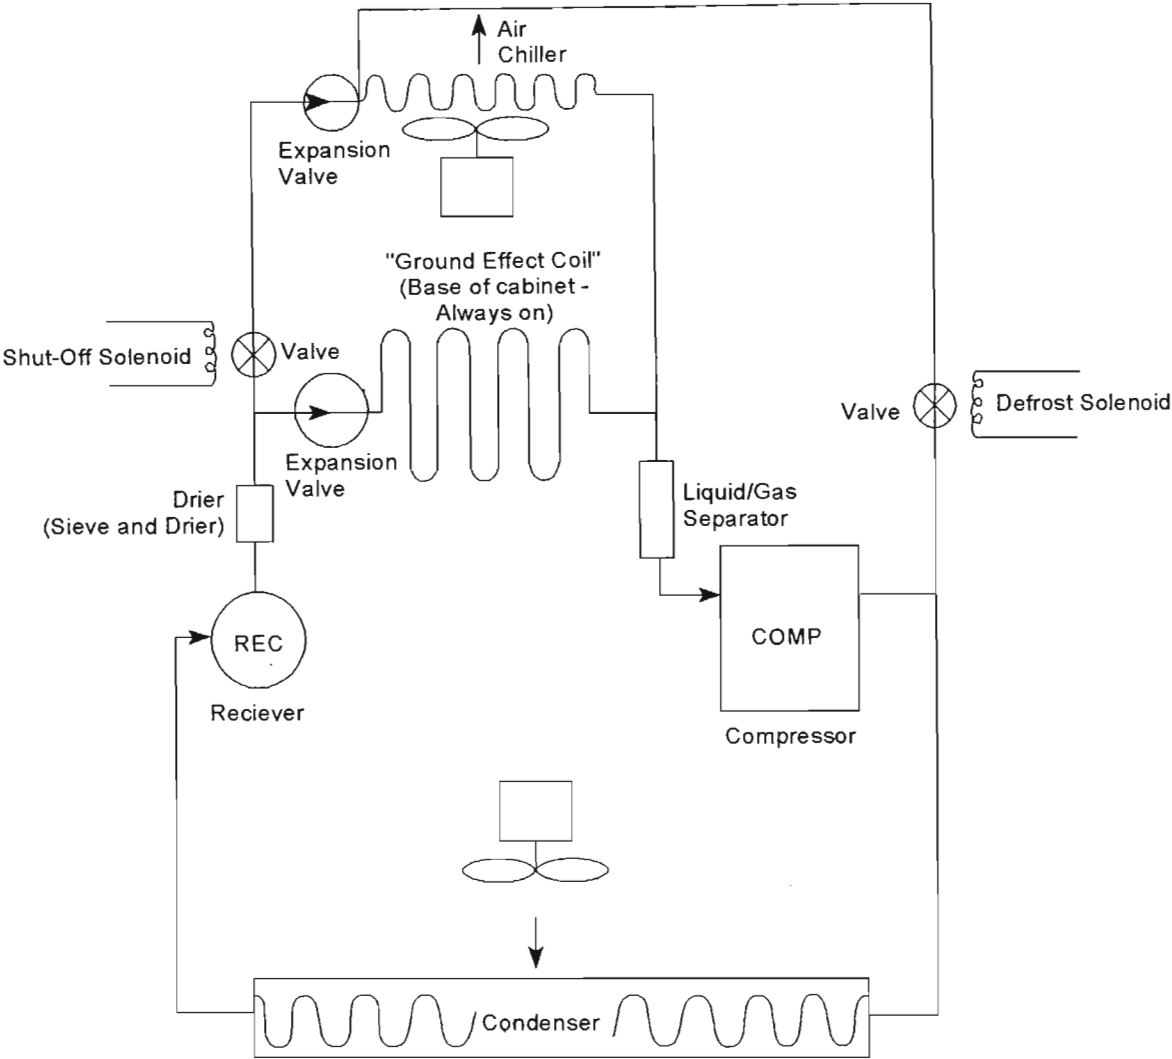 Air
Chiller
Expansion
Valve
"Ground Effect Coil"
(Base of cabinet -
Always on)
Shut-Off Solenoid
Valve
Valve
Defrost Solenoid
Expansion
Valve
Drier
(Sieve and Drier)
Liquid/Gas
Separator
REC
COMP
Reciever
Compressor
Condenser